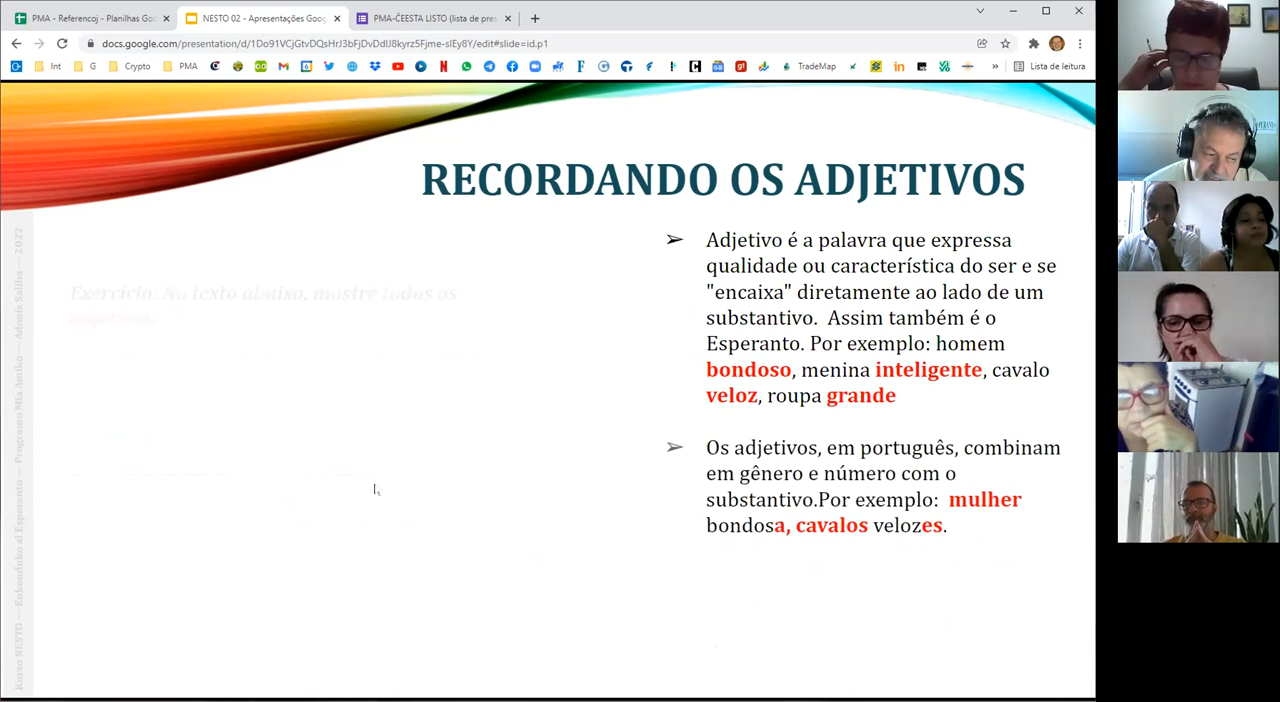 PMA - Referencoj - Planilhas Goo
NESTO 02 - Apresentações Goog
PMA-ĈEESTA LISTO (lista de pres
docs.google.com/presentation/d/1Do91VCjGtvDQsHrJ3bFjDvDdIJ8kyrz5Fjme-slEy8Y/edit#slide=id.p1
Int
G
Crypto
PMA
TradeMap
»
Lista de leitura
RECORDANDO OS ADJETIVOS
➢ Adjetivo é a palavra que expressa
qualidade ou característica do ser e se
"encaixa" diretamente ao lado de um
substantivo. Assim também é o
Esperanto. Por exemplo: homem
bondoso, menina inteligente, cavalo
veloz, roupa grande
➢ Os adjetivos, em português, combinam
em gênero e número com o
substantivo.Por exemplo: mulher
bondosa, cavalos velozes.
Exercício: No texto abaixo, mostre todos os
adjetivos.
Kurso NESTO — Enkonduko al Esperanto — Programo Mia Amiko — Adonis Saliba — 2022